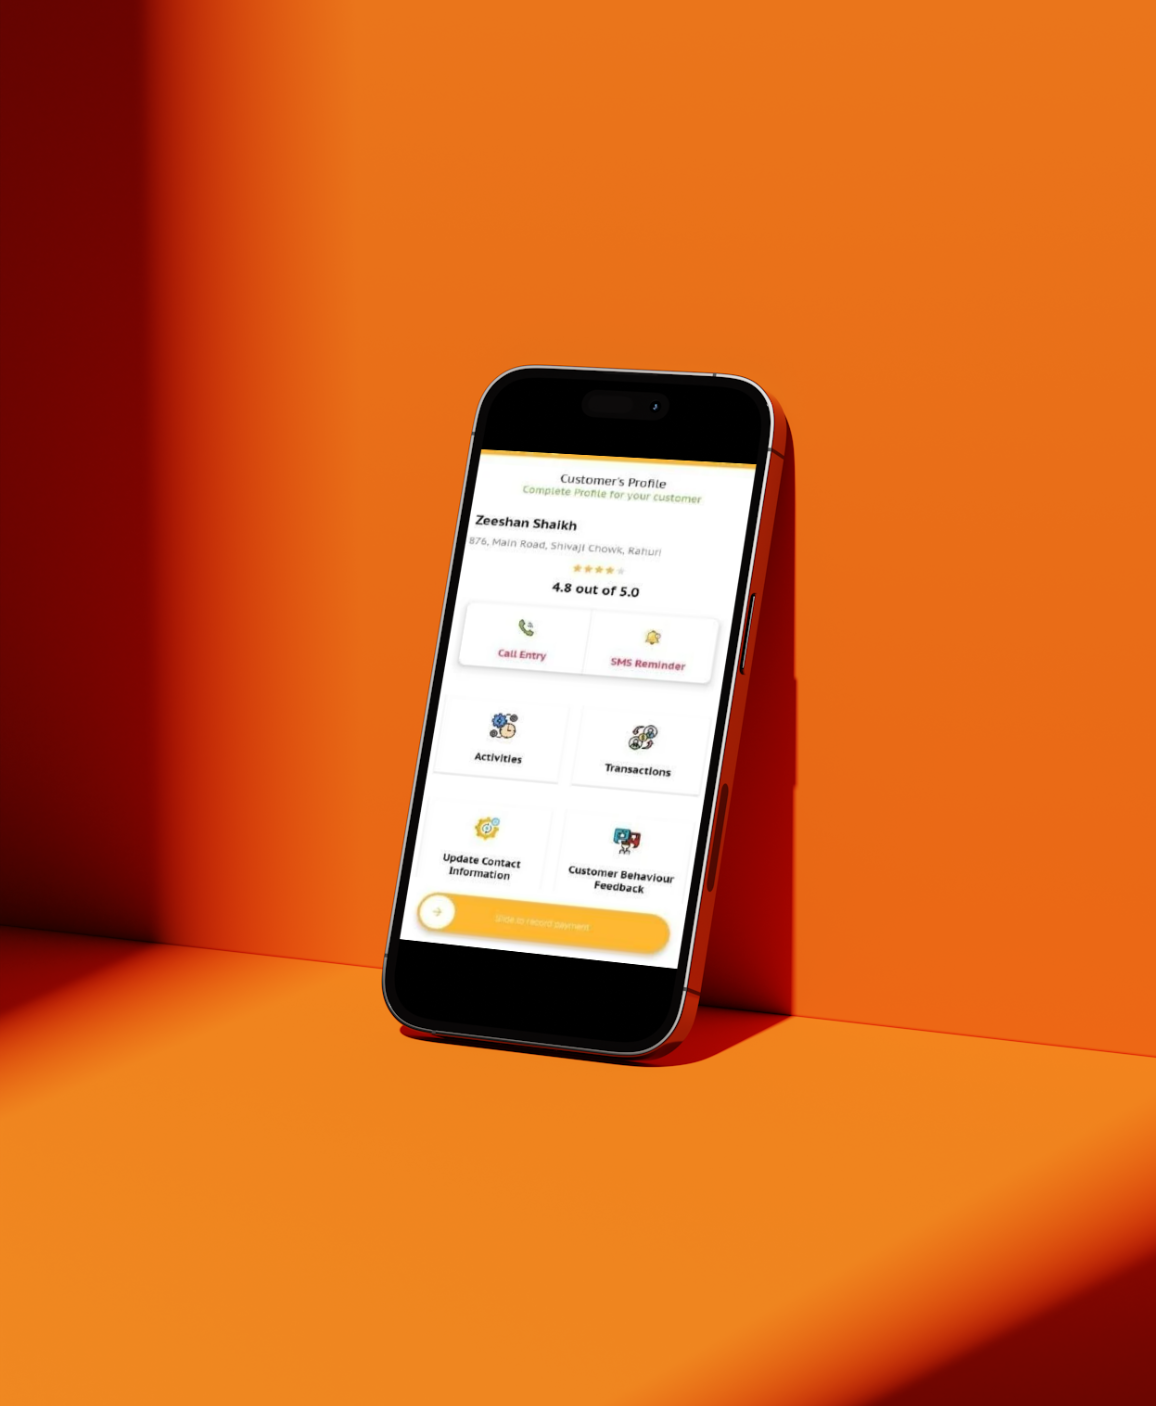 Customer's Profile
Complete Profile for your customer
Zeeshan Shaikh
876, Main Road, Shivaji Chowk, Rahuri
4.8 out of 5.0
Call Entry
SMS Reminder
Activities
Transactions
Update Contact
Information
Customer Behaviour
Feedback
Slide to record payment